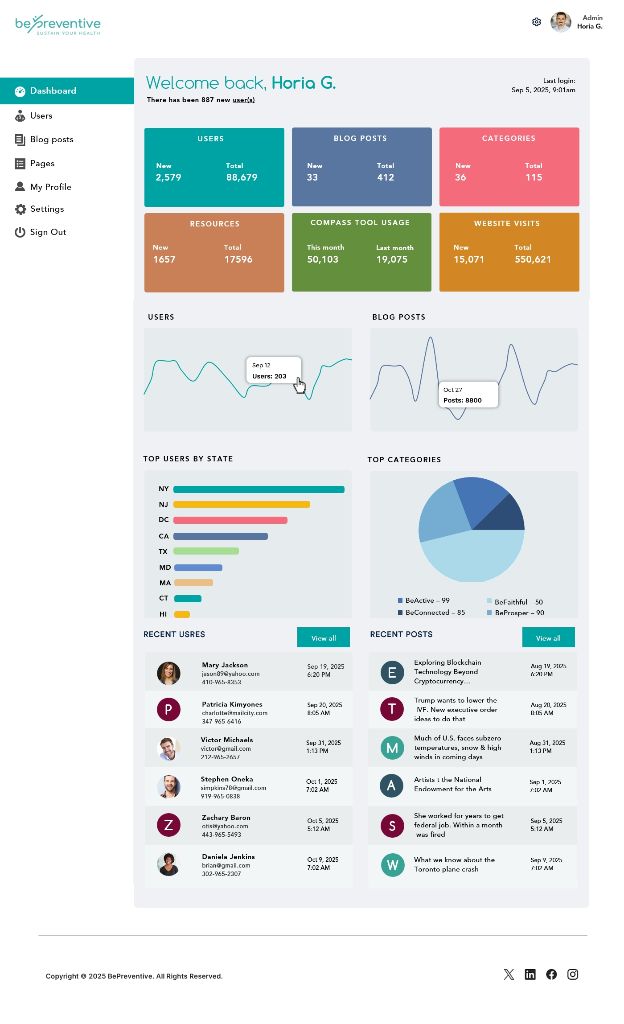 bePreventive
SUSTAIN YOUR HEALTH
Admin
Horia G.
Dashboard
Users
Blog posts
Pages
My Profile
Settings
Sign Out
Welcome back, Horia G.
There has been 887 new user(s)
Last login:
Sep 5, 2025, 9:01am
USERS
New Total
2,579 88,679
BLOG POSTS
New Total
33 412
CATEGORIES
New Total
36 115
RESOURCES
New Total
1657 17596
COMPASS TOOL USAGE
This month Last month
50,103 19,075
WEBSITE VISITS
New Total
15,071 550,621
USERS
Sep 12
Users: 203
BLOG POSTS
Oct 27
Posts: 8800
TOP USERS BY STATE
NY
NJ
DC
CA
TX
MD
MA
CT
HI
TOP CATEGORIES
BeActive – 99
BeFaithful 50
BeConnected – 85
BeProsper – 90
RECENT USRES
View all
Mary Jackson
jason89@yahoo.com
410-965-8353
Sep 19, 2025
6:20 PM
P
Patricia Kimyones
charlotte@mailcity.com
347 965-6416
Sep 20, 2025
8:05 AM
Victor Michaels
victor@gmail.com
212-965-2657
Sep 31, 2025
1:13 PM
Stephen Oneka
simpkins78@gmail.com
919-965-0838
Oct 1, 2025
7:02 AM
Z
Zachary Baron
otis@yahoo.com
443-965-5493
Oct 5, 2025
5:12 AM
Daniela Jenkins
brian@gmail.com
302-965-2307
Oct 9, 2025
7:02 AM
RECENT POSTS
View all
E
Exploring Blockchain
Technology Beyond
Cryptocurrency...
Aug 19, 2025
6:20 PM
T
Trump wants to lower the
IVF. New executive order
ideas to do that
Aug 20, 2025
8:05 AM
M
Much of U.S. faces subzero
temperatures, snow & high
winds in coming days
Aug 31, 2025
1:13 PM
A
Artists t the National
Endowment for the Arts
Sep 1, 2025
7:02 AM
S
She worked for years to get
federal job. Within a month
was fired
Sep 5, 2025
5:12 AM
W
What we know about the
Toronto plane crash
Sep 9, 2025
7:02 AM
Copyright © 2025 BePreventive. All Rights Reserved.